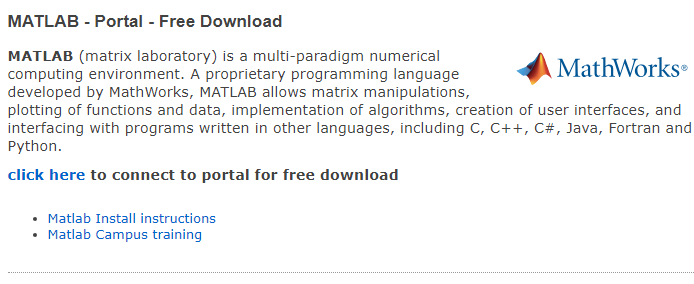 MATLAB - Portal - Free Download
MATLAB (matrix laboratory) is a multi-paradigm numerical
computing environment. A proprietary programming language
developed by MathWorks, MATLAB allows matrix manipulations,
plotting of functions and data, implementation of algorithms, creation of user interfaces, and
interfacing with programs written in other languages, including C, C++, C#, Java, Fortran and
Python.
MathWorks®
click here to connect to portal for free download
• Matlab Install instructions
• Matlab Campus training